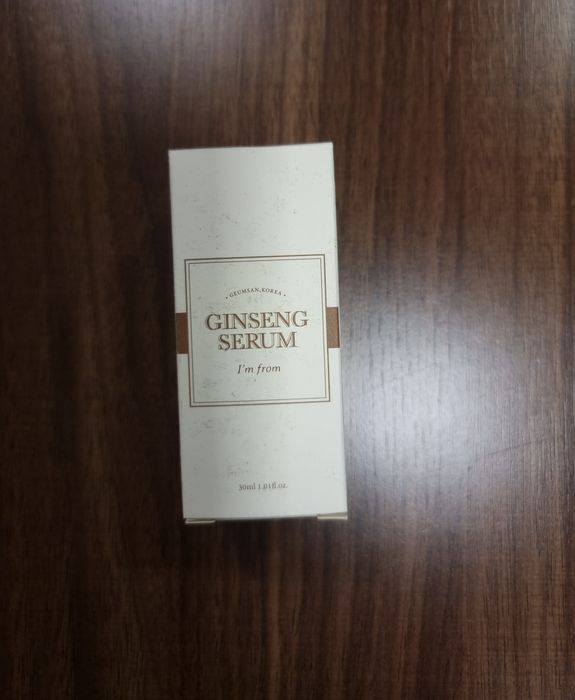 • GEUMSAN, KOREA •
GINSENG
SERUM
I'm from
30ml 1.01fl.oz.